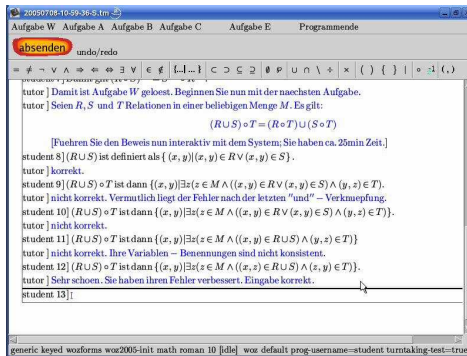 20050708-10-59-36-S.tm
Aufgabe W Aufgabe A Aufgabe B Aufgabe C Aufgabe E Programmende
absenden undo/redo
= ≠ ¬ ∨ ∧ ⇒ ⇐ ⇔ ∃ ∀ ∈ ∉ {...|...} ⊂ ⊃ ⊆ ⊇ ∅ ℘ ∪ ∩ \ ÷ × ( ) { } | ∘ -1 (,)
tutor ] Damit ist Aufgabe W geloest. Beginnen Sie nun mit der naechsten Aufgabe.
tutor ] Seien R, S und T Relationen in einer beliebigen Menge M. Es gilt:
(R∪S)∘T=(R∘T)∪(S∘T)
[Fuehren Sie den Beweis nun interaktiv mit dem System; Sie haben ca. 25min Zeit.]
student 8] (R∪S) ist definiert als { (x, y)|(x, y) ∈ R ∨ (x, y) ∈ S}.
tutor ] korrekt.
student 9] (R∪S)∘T ist dann {(x, y)|∃z(z ∈ M ∧ ((x, y) ∈ R ∨ (x, y) ∈ S) ∧ (y, z) ∈ T).
tutor ] nicht korrekt. Vermutlich liegt der Fehler nach der letzten "und" – Verknuepfung.
student 10] (R∪S)∘T ist dann {(x, y)|∃z(z ∈ M ∧ ((x, y) ∈ R ∨ (x, y) ∈ S) ∧ (y, z) ∈ T)}.
tutor ] nicht korrekt.
student 11] (R∪S)∘T ist dann {(x, y)|∃z(z ∈ M ∧ ((x, y) ∈ R∪S) ∧ (y, z) ∈ T)}
tutor ] nicht korrekt. Ihre Variablen – Benennungen sind nicht konsistent.
student 12] (R∪S)∘T ist dann {(x, y)|∃z(z ∈ M ∧ ((x, z) ∈ R∪S) ∧ (z, y) ∈ T)}.
tutor ] Sehr schoen. Sie haben ihren Fehler verbessert. Eingabe korrekt.
student 13]
generic keyed wozforms woz2005-init math roman 10 [idle] woz default prog-username=student turntaking-test=true